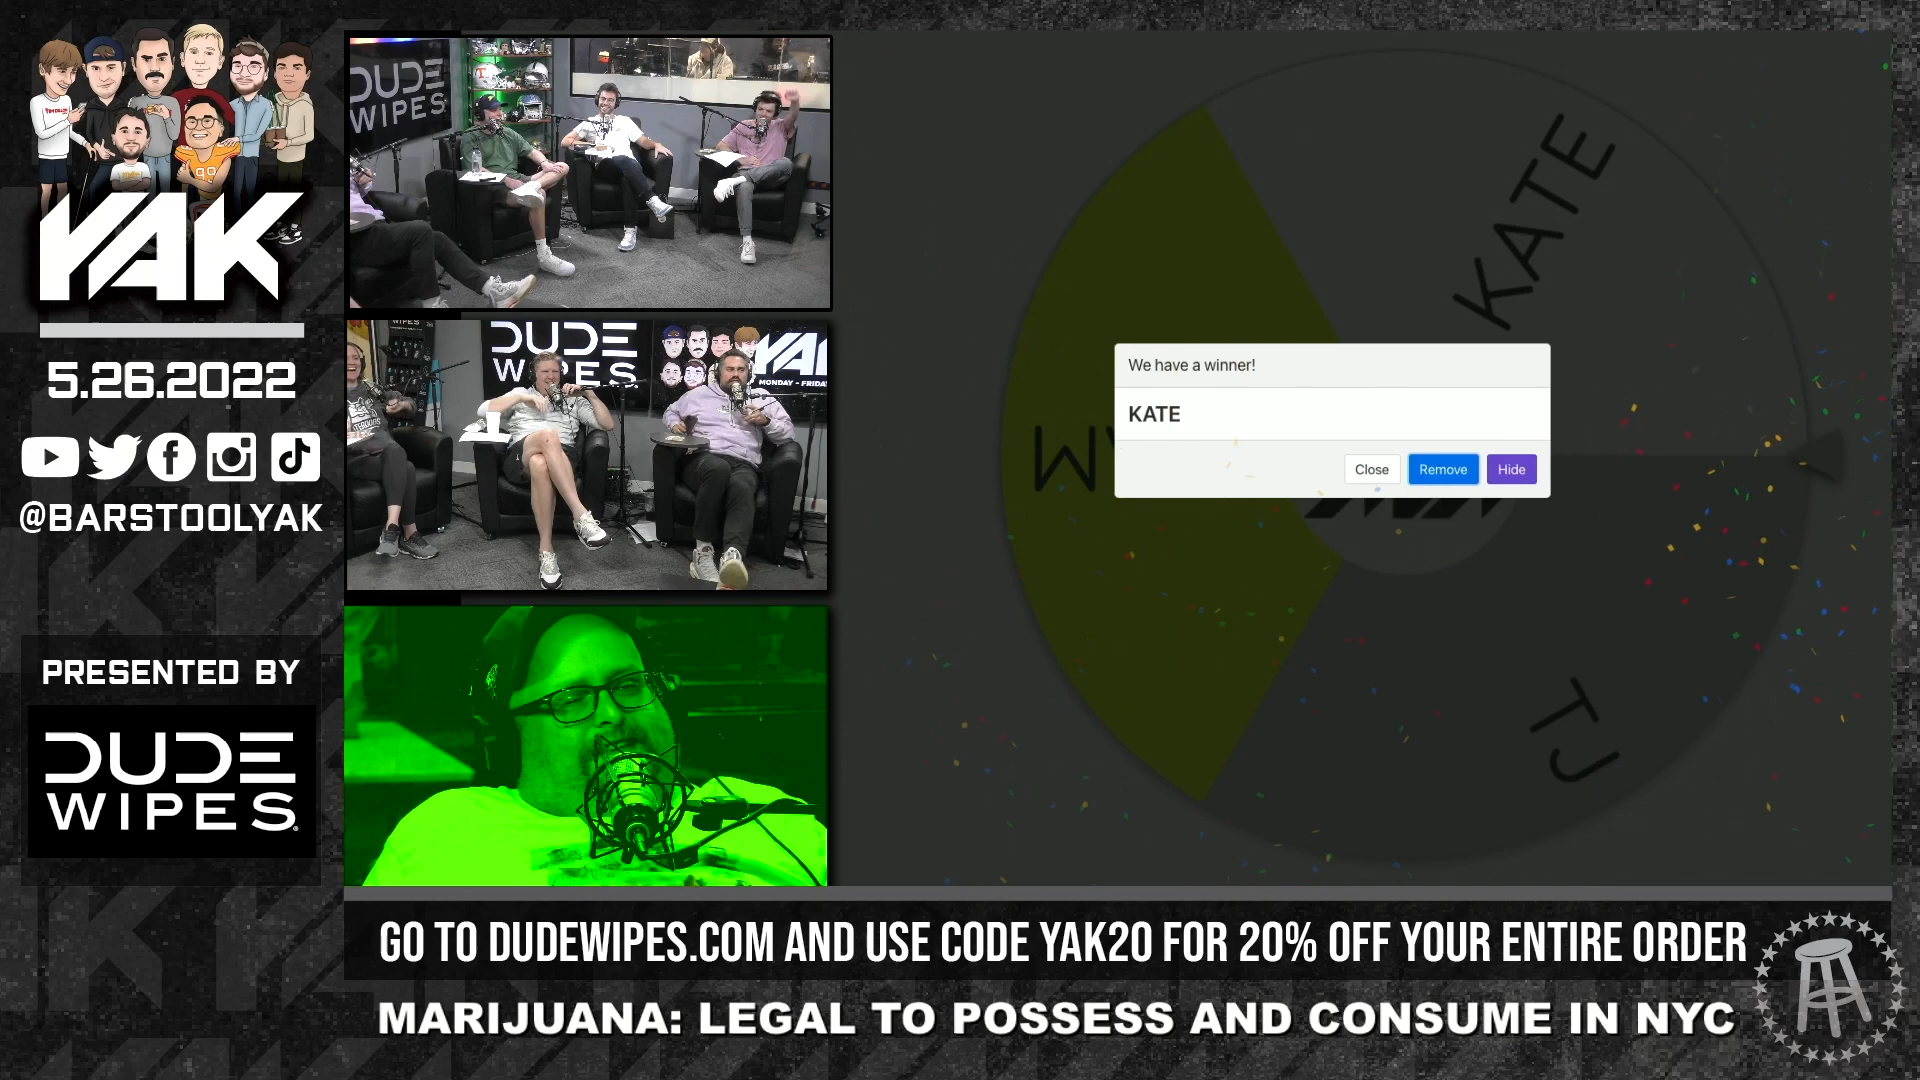 YAK
5.26.2022
@BARSTOOLYAK
PRESENTED BY
DUDE
WIPES
DUDE
WIPES
DUDE
WIPES
YAK
MONDAY - FRIDAY
KATE
TJ
We have a winner!
KATE
Close
Remove
Hide
GO TO DUDEWIPES.COM AND USE CODE YAK20 FOR 20% OFF YOUR ENTIRE ORDER
MARIJUANA: LEGAL TO POSSESS AND CONSUME IN NYC